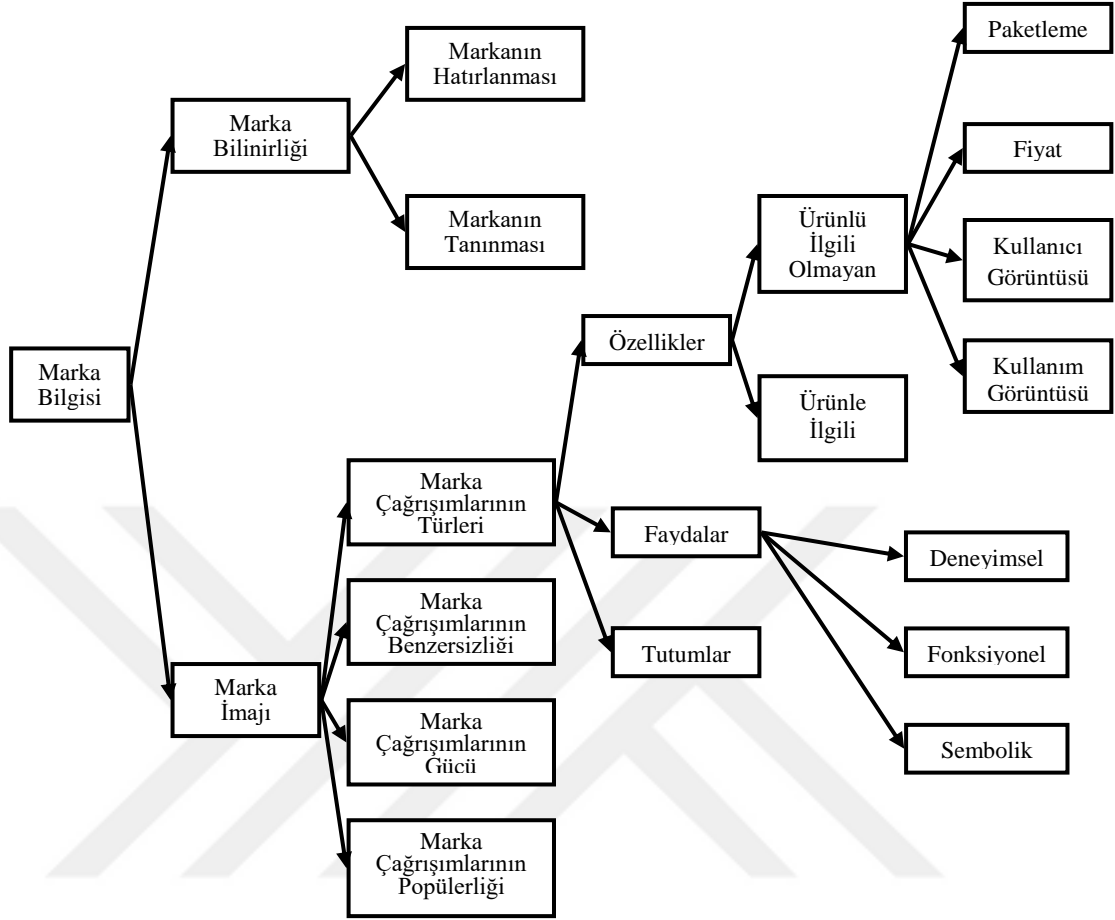 Paketleme
Markanın
Hatırlanması
Marka
Bilinirliği
Fiyat
Markanın
Tanınması
Ürünlü
İlgili
Olmayan
Kullanıcı
Görüntüsü
Özellikler
Kullanım
Görüntüsü
Marka
Bilgisi
Ürünle
İlgili
Marka
Çağrışımlarının
Türleri
Faydalar
Deneyimsel
Marka
Çağrışımlarının
Benzersizliği
Tutumlar
Fonksiyonel
Marka
İmajı
Marka
Çağrışımlarının
Gücü
Sembolik
Marka
Çağrışımlarının
Popülerliği